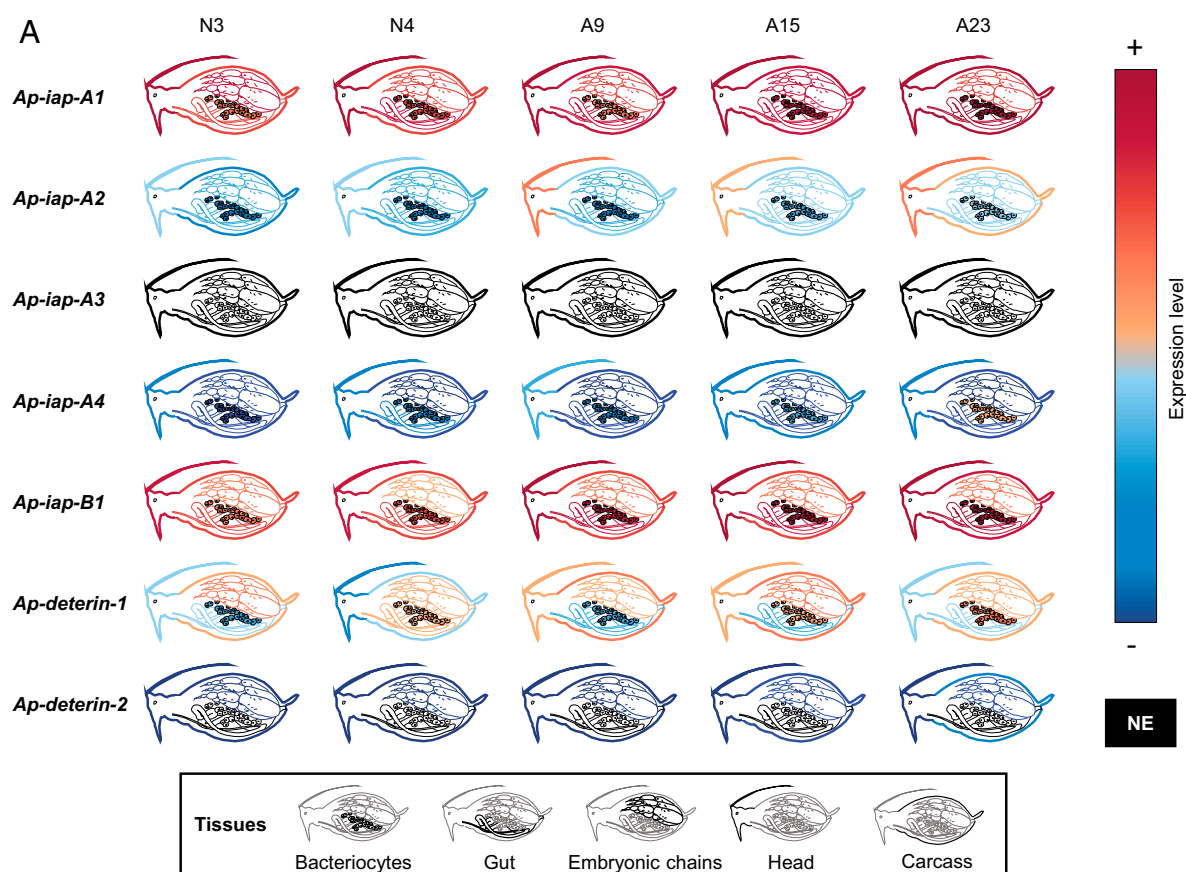 A
N3 N4 A9 A15 A23
+
Ap-iap-A1
Ap-iap-A2
Ap-iap-A3
Ap-iap-A4
Ap-iap-B1
Ap-deterin-1
Ap-deterin-2
Expression level
-
NE
Tissues
Bacteriocytes Gut Embryonic chains Head Carcass